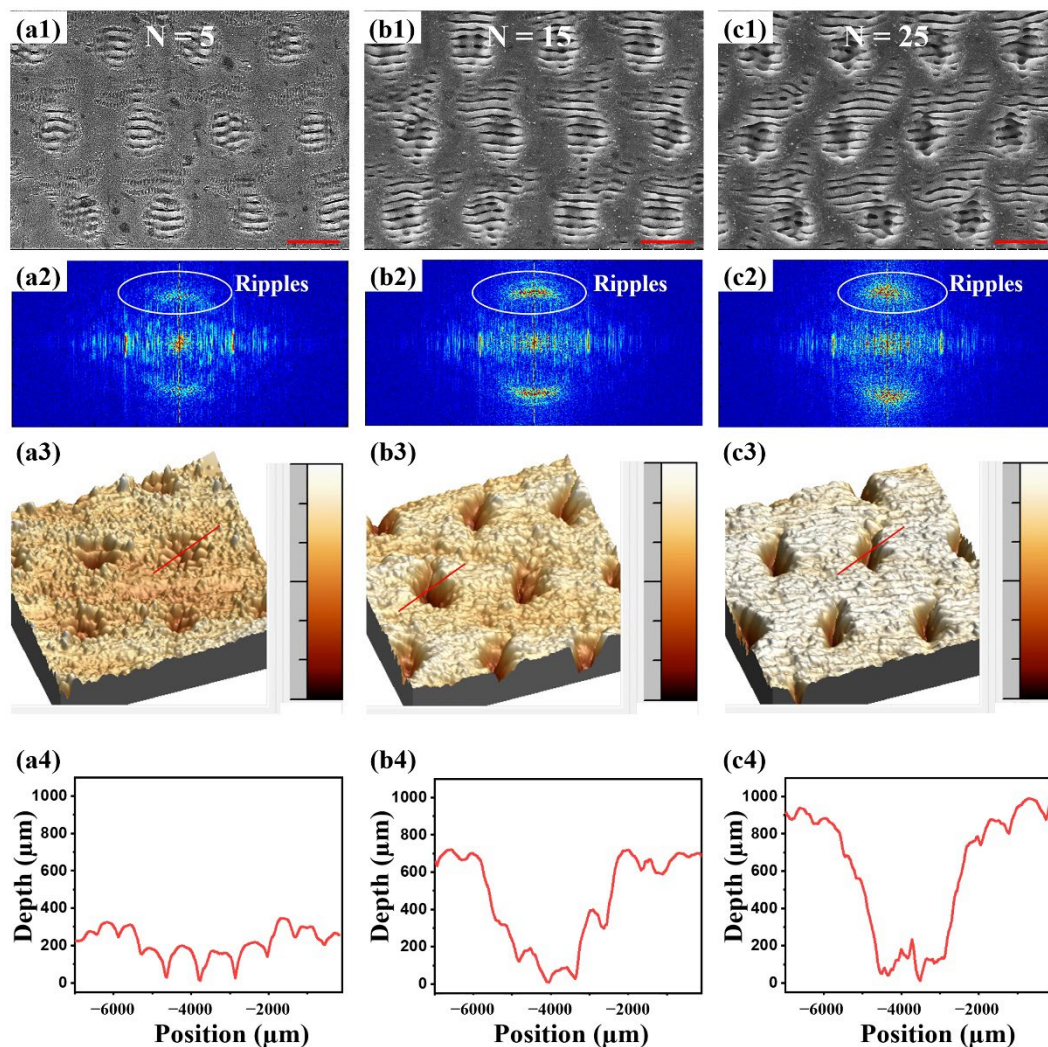 (a1) N = 5
(b1) N = 15
(c1) N = 25
(a2) Ripples
(b2) Ripples
(c2) Ripples
(a3)
(b3)
(c3)
(a4)
1000
800
600
400
200
0
Depth (μm)
−6000 −4000 −2000
Position (μm)
(b4)
1000
800
600
400
200
0
Depth (μm)
−6000 −4000 −2000
Position (μm)
(c4)
1000
800
600
400
200
0
Depth (μm)
−6000 −4000 −2000
Position (μm)